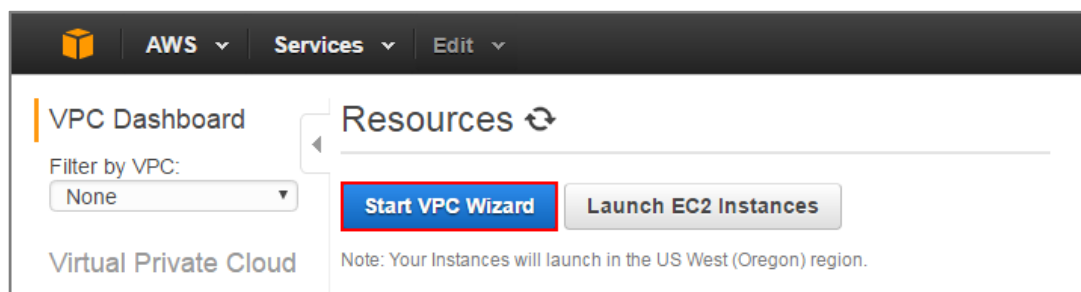 AWS Services Edit
VPC Dashboard
Filter by VPC:
None
Virtual Private Cloud
Resources
Start VPC Wizard Launch EC2 Instances
Note: Your Instances will launch in the US West (Oregon) region.